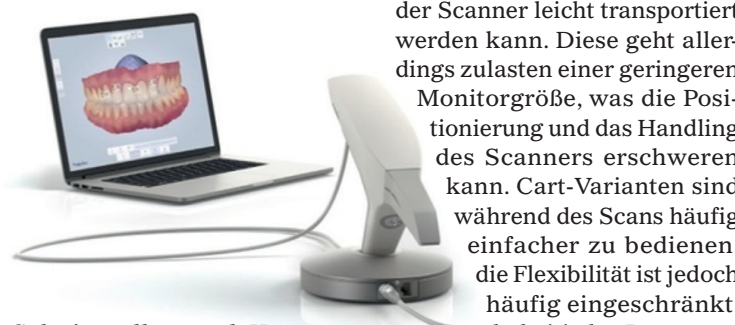 der Scanner leicht transportiert
werden kann. Diese geht aller-
dings zulasten einer geringeren
Monitorgröße, was die Posi-
tionierung und das Handling
des Scanners erschweren
kann. Cart-Varianten sind
während des Scans häufig
einfacher zu bedienen
die Flexibilität ist jedoch
häufig eingeschränkt